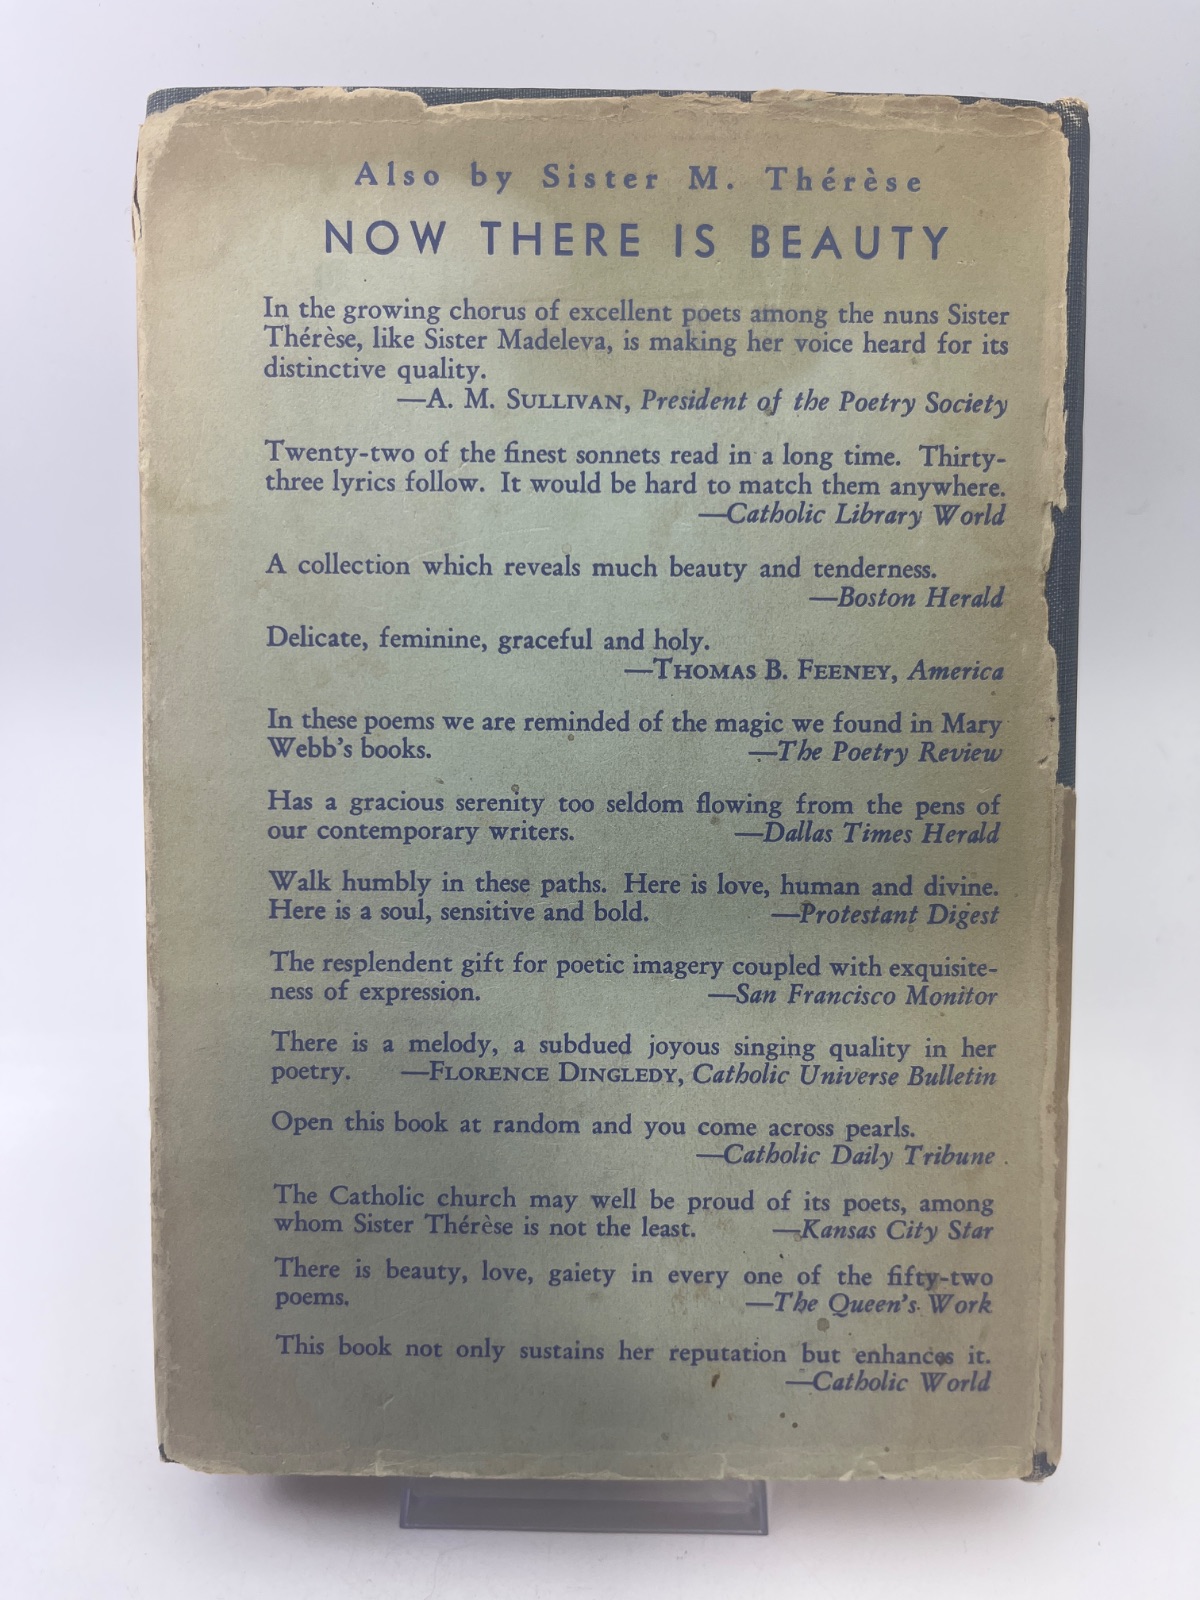 Also by Sister M. Thérèse
NOW THERE IS BEAUTY
In the growing chorus of excellent poets among the nuns Sister
Thérèse, like Sister Madeleva, is making her voice heard for its
distinctive quality.
—A. M. SULLIVAN, President of the Poetry Society
Twenty-two of the finest sonnets read in a long time. Thirty-
three lyrics follow. It would be hard to match them anywhere.
—Catholic Library World
A collection which reveals much beauty and tenderness.
—Boston Herald
Delicate, feminine, graceful and holy.
—THOMAS B. FEENEY, America
In these poems we are reminded of the magic we found in Mary
Webb's books. —The Poetry Review
Has a gracious serenity too seldom flowing from the pens of
our contemporary writers. —Dallas Times Herald
Walk humbly in these paths. Here is love, human and divine.
Here is a soul, sensitive and bold. —Protestant Digest
The resplendent gift for poetic imagery coupled with exquisite-
ness of expression. —San Francisco Monitor
There is a melody, a subdued joyous singing quality in her
poetry. —FLORENCE DINGLEDY, Catholic Universe Bulletin
Open this book at random and you come across pearls.
—Catholic Daily Tribune
The Catholic church may well be proud of its poets, among
whom Sister Thérèse is not the least. —Kansas City Star
There is beauty, love, gaiety in every one of the fifty-two
poems. —The Queen's Work
This book not only sustains her reputation but enhances it.
—Catholic World